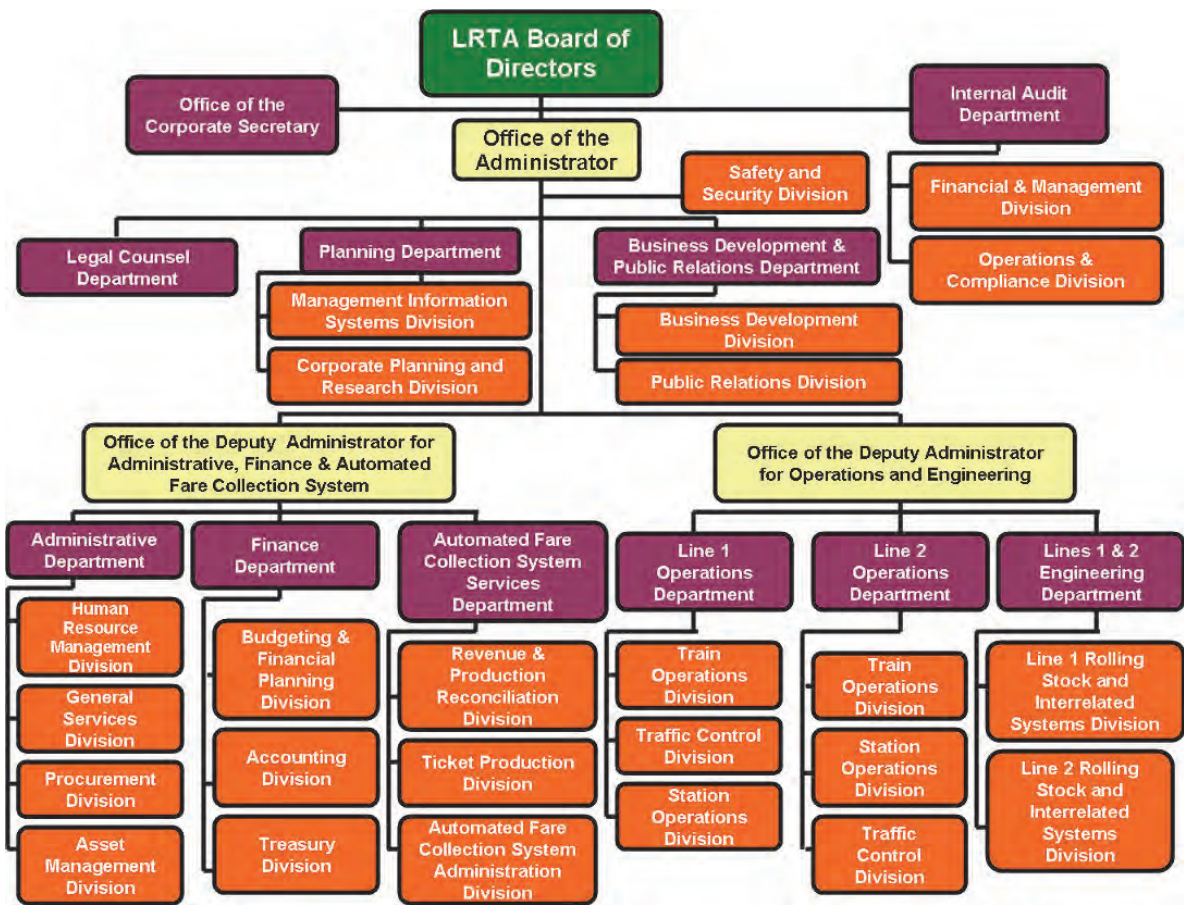 LRTA Board of
Directors
Office of the
Corporate Secretary
Internal Audit
Department
Office of the
Administrator
Safety and
Security Division
Financial & Management
Division
Operations &
Compliance Division
Legal Counsel
Department
Planning Department
Business Development &
Public Relations Department
Management Information
Systems Division
Corporate Planning and
Research Division
Business Development
Division
Public Relations Division
Office of the Deputy Administrator for
Administrative, Finance & Automated
Fare Collection System
Office of the Deputy Administrator
for Operations and Engineering
Administrative
Department
Human
Resource
Management
Division
General
Services
Division
Procurement
Division
Asset
Management
Division
Finance
Department
Budgeting &
Financial
Planning
Division
Accounting
Division
Treasury
Division
Automated Fare
Collection System
Services
Department
Revenue &
Production
Reconciliation
Division
Ticket Production
Division
Automated Fare
Collection System
Administration
Division
Line 1
Operations
Department
Train
Operations
Division
Traffic Control
Division
Station
Operations
Division
Line 2
Operations
Department
Train
Operations
Division
Station
Operations
Division
Traffic
Control
Division
Lines 1 & 2
Engineering
Department
Line 1 Rolling
Stock and
Interrelated
Systems Division
Line 2 Rolling
Stock and
Interrelated
Systems
Division